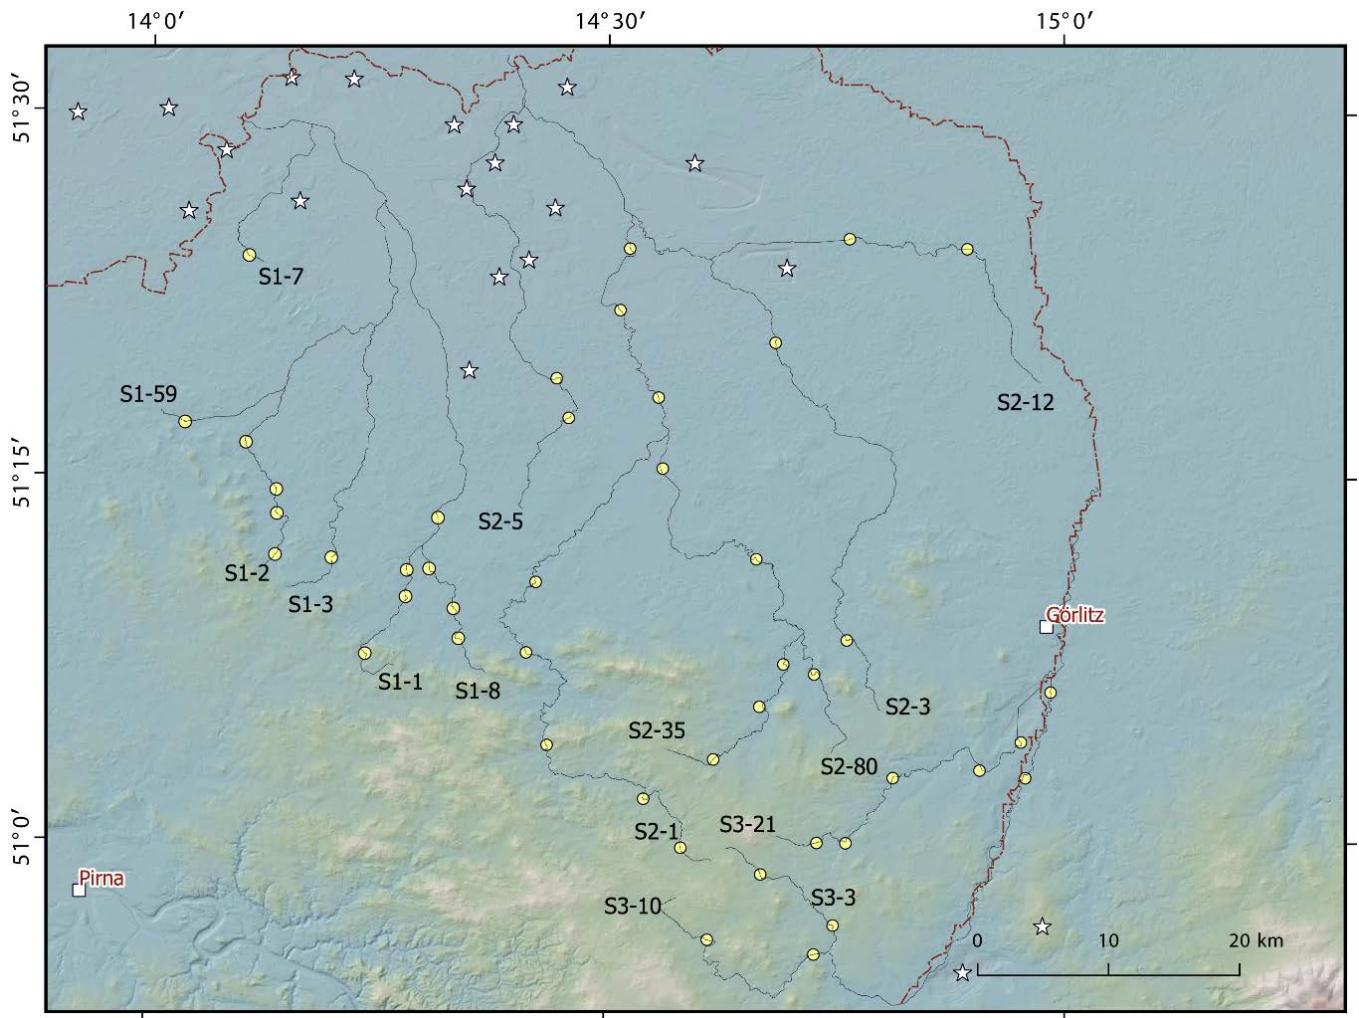 14°0′ 14°30′ 15°0′
51°30′
S1-7
S1-59
S2-12
51°15′
S2-5
S1-2
S1-3
Görlitz
S1-1
S1-8
S2-3
S2-35
S2-80
S3-21
S2-1
51°0′
Pirna
S3-3
S3-10
0 10 20 km